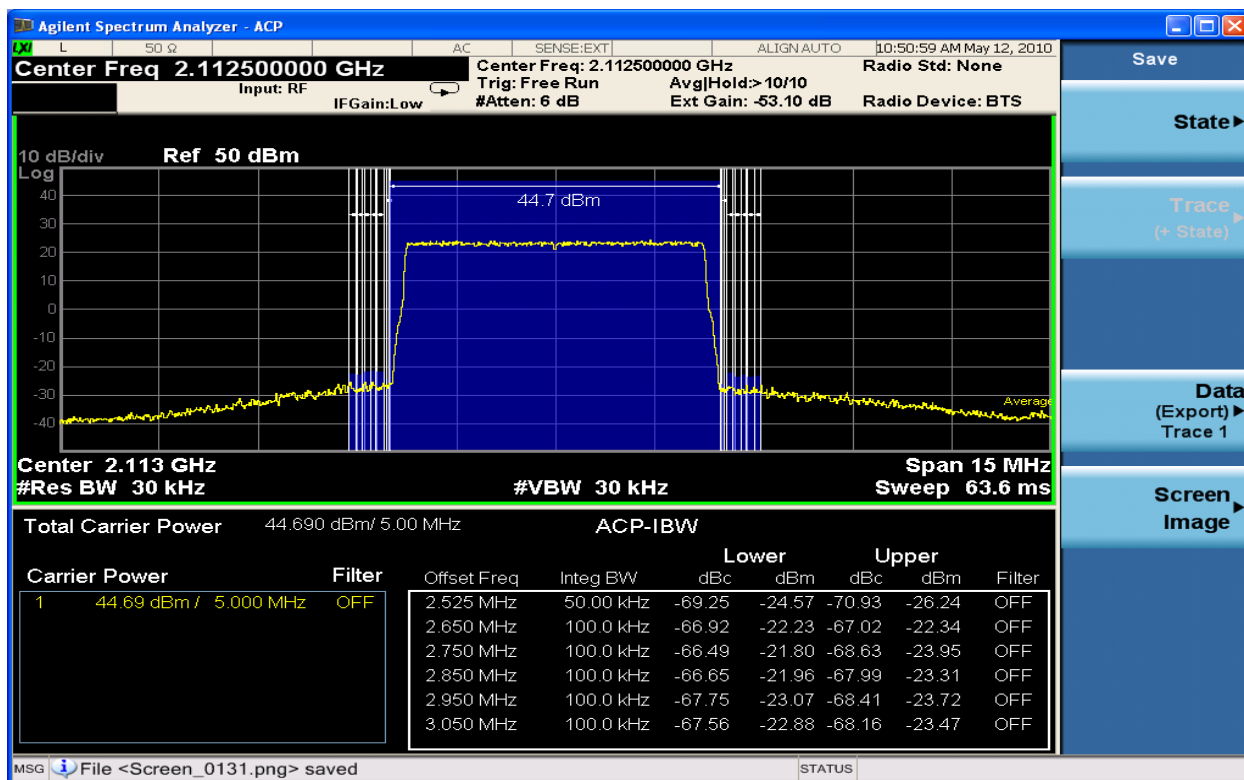 Agilent Spectrum Analyzer - ACP
LXI L 50 Ω AC SENSE:EXT ALIGN AUTO 10:50:59 AM May 12, 2010
Center Freq 2.112500000 GHz
Input: RF
IFGain:Low
Center Freq: 2.112500000 GHz
Trig: Free Run
#Atten: 6 dB
Avg|Hold:>10/10
Ext Gain: -53.10 dB
Radio Std: None
Radio Device: BTS
10 dB/div
Log
Ref 50 dBm
40
30
20
10
0
-10
-20
-30
-40
44.7 dBm
Average
Center 2.113 GHz
Span 15 MHz
#Res BW 30 kHz
#VBW 30 kHz
Sweep 63.6 ms
Total Carrier Power 44.690 dBm/ 5.00 MHz
ACP-IBW
Carrier Power Filter
1 44.69 dBm / 5.000 MHz OFF
Lower Upper
Offset Freq Integ BW dBc dBm dBc dBm Filter
2.525 MHz 50.00 kHz -69.25 -24.57 -70.93 -26.24 OFF
2.650 MHz 100.0 kHz -66.92 -22.23 -67.02 -22.34 OFF
2.750 MHz 100.0 kHz -66.49 -21.80 -68.63 -23.95 OFF
2.850 MHz 100.0 kHz -66.65 -21.96 -67.99 -23.31 OFF
2.950 MHz 100.0 kHz -67.75 -23.07 -68.41 -23.72 OFF
3.050 MHz 100.0 kHz -67.56 -22.88 -68.16 -23.47 OFF
MSG File <Screen_0131.png> saved
STATUS
Save
State
Trace
(+ State)
Data
(Export)
Trace 1
Screen
Image